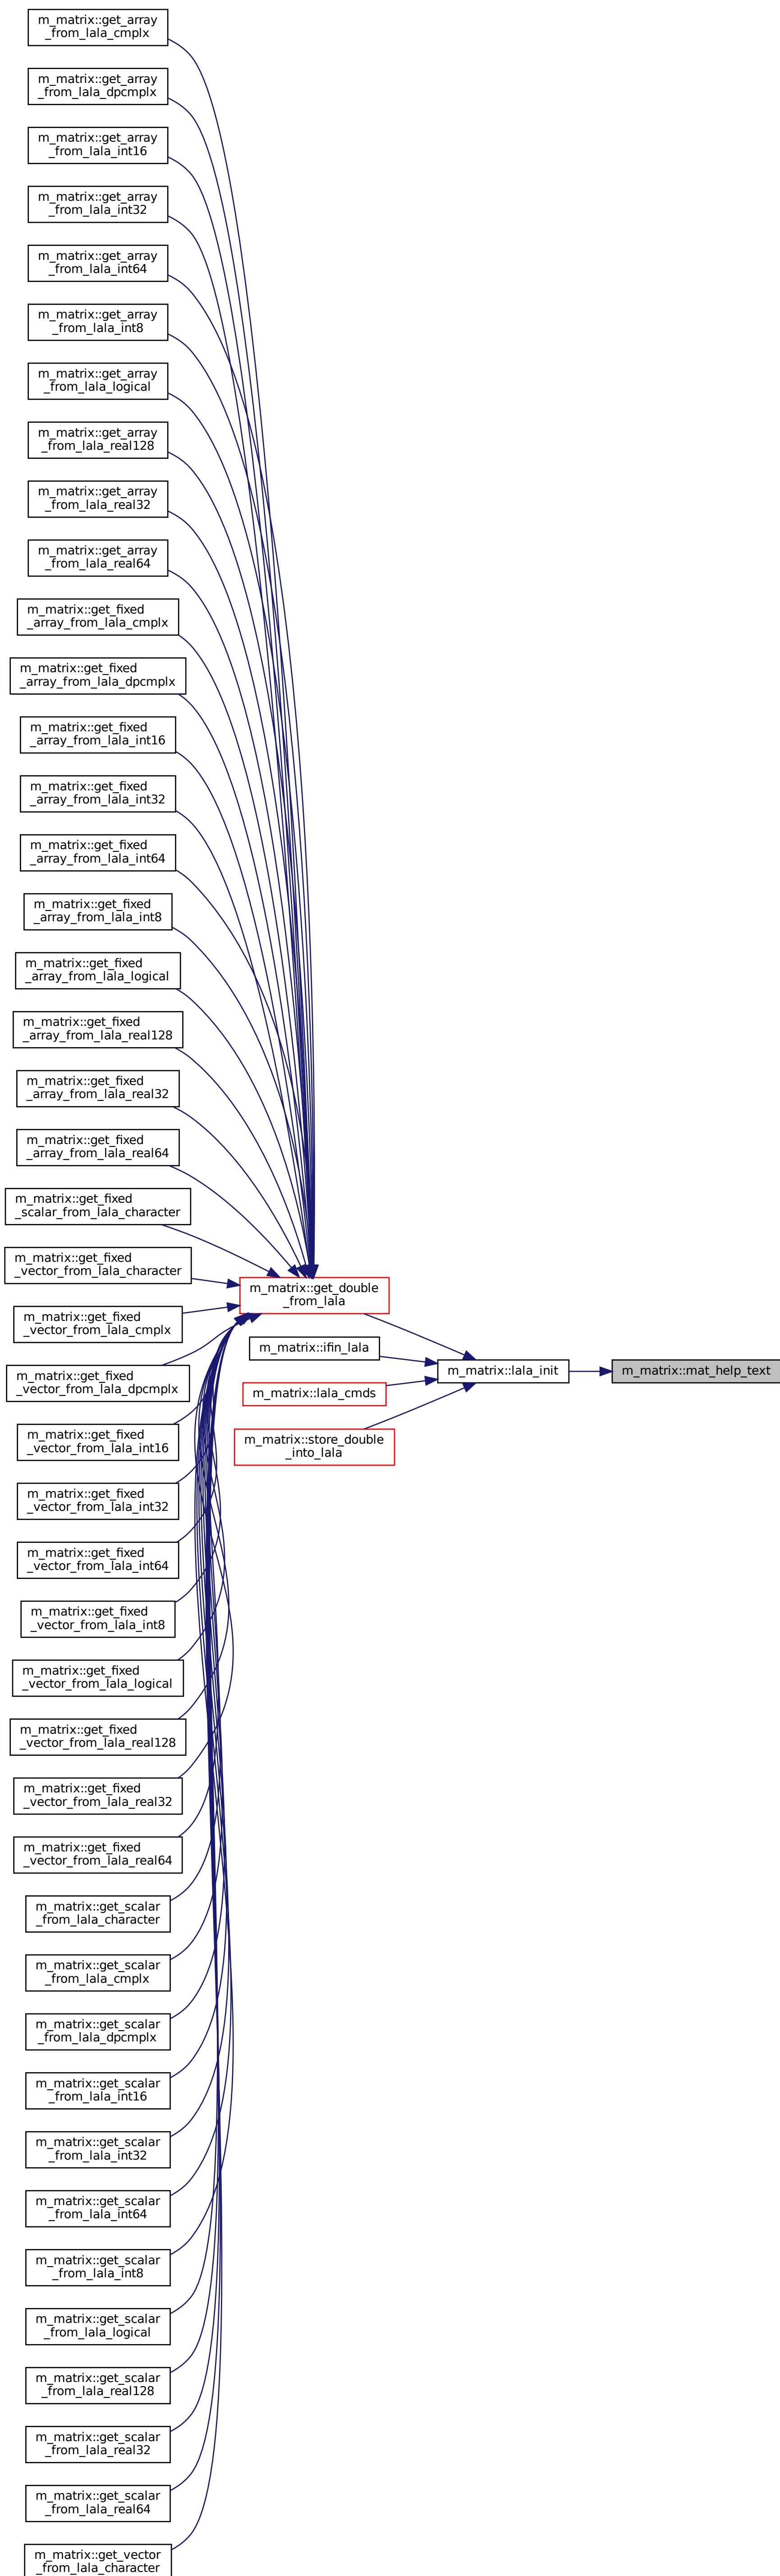 m_matrix::get_array
_from_lala_cmplx
m_matrix::get_array
_from_lala_dpcmplx
m_matrix::get_array
_from_lala_int16
m_matrix::get_array
_from_lala_int32
m_matrix::get_array
_from_lala_int64
m_matrix::get_array
_from_lala_int8
m_matrix::get_array
_from_lala_logical
m_matrix::get_array
_from_lala_real128
m_matrix::get_array
_from_lala_real32
m_matrix::get_array
_from_lala_real64
m_matrix::get_fixed
_array_from_lala_cmplx
m_matrix::get_fixed
_array_from_lala_dpcmplx
m_matrix::get_fixed
_array_from_lala_int16
m_matrix::get_fixed
_array_from_lala_int32
m_matrix::get_fixed
_array_from_lala_int64
m_matrix::get_fixed
_array_from_lala_int8
m_matrix::get_fixed
_array_from_lala_logical
m_matrix::get_fixed
_array_from_lala_real128
m_matrix::get_fixed
_array_from_lala_real32
m_matrix::get_fixed
_array_from_lala_real64
m_matrix::get_fixed
_scalar_from_lala_character
m_matrix::get_fixed
_vector_from_lala_character
m_matrix::get_fixed
_vector_from_lala_cmplx
m_matrix::get_fixed
_vector_from_lala_dpcmplx
m_matrix::get_fixed
_vector_from_lala_int16
m_matrix::get_fixed
_vector_from_lala_int32
m_matrix::get_fixed
_vector_from_lala_int64
m_matrix::get_fixed
_vector_from_lala_int8
m_matrix::get_fixed
_vector_from_lala_logical
m_matrix::get_fixed
_vector_from_lala_real128
m_matrix::get_fixed
_vector_from_lala_real32
m_matrix::get_fixed
_vector_from_lala_real64
m_matrix::get_scalar
_from_lala_character
m_matrix::get_scalar
_from_lala_cmplx
m_matrix::get_scalar
_from_lala_dpcmplx
m_matrix::get_scalar
_from_lala_int16
m_matrix::get_scalar
_from_lala_int32
m_matrix::get_scalar
_from_lala_int64
m_matrix::get_scalar
_from_lala_int8
m_matrix::get_scalar
_from_lala_logical
m_matrix::get_scalar
_from_lala_real128
m_matrix::get_scalar
_from_lala_real32
m_matrix::get_scalar
_from_lala_real64
m_matrix::get_vector
_from_lala_character
m_matrix::get_double
_from_lala
m_matrix::ifin_lala
m_matrix::lala_cmds
m_matrix::store_double
_into_lala
m_matrix::lala_init
m_matrix::mat_help_text